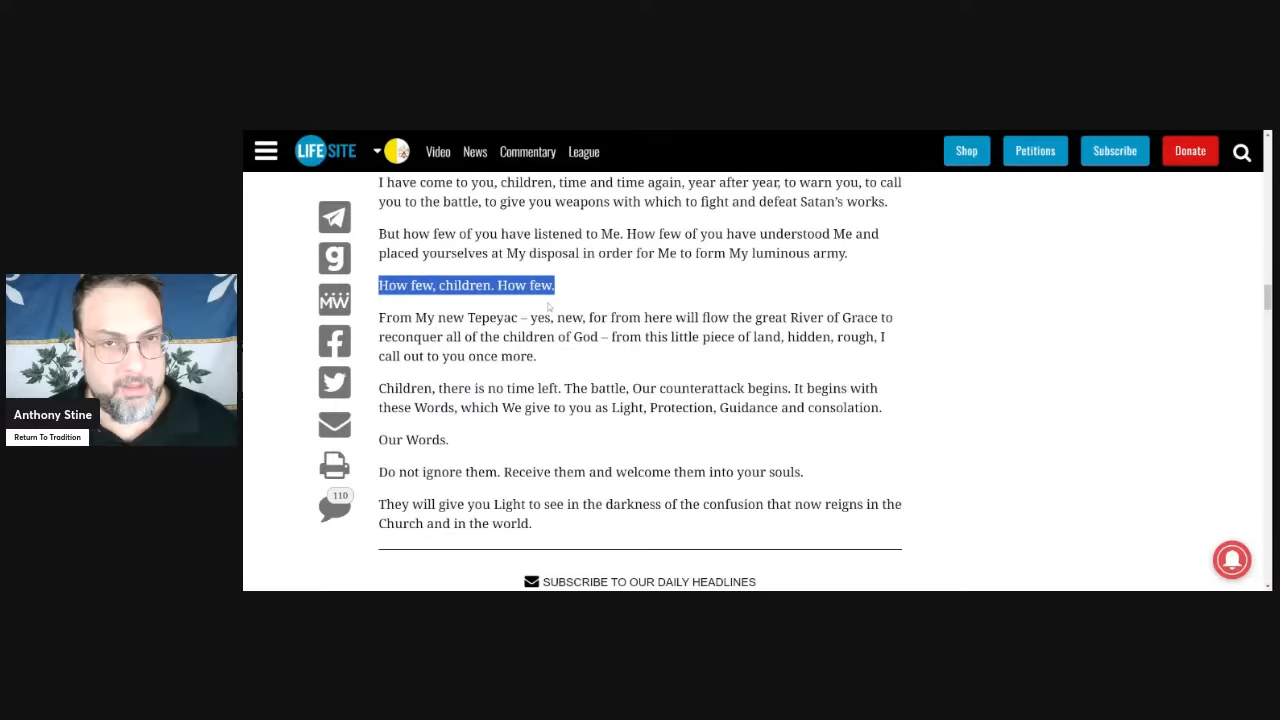 LIFE SITE
Video
News
Commentary
League
Shop
Petitions
Subscribe
Donate
I have come to you, children, time and time again, year after year, to warn you, to call
you to the battle, to give you weapons with which to fight and defeat Satan’s works.
But how few of you have listened to Me. How few of you have understood Me and
placed yourselves at My disposal in order for Me to form My luminous army.
How few, children. How few.
From My new Tepeyac – yes, new, for from here will flow the great River of Grace to
reconquer all of the children of God – from this little piece of land, hidden, rough, I
call out to you once more.
Children, there is no time left. The battle, Our counterattack begins. It begins with
these Words, which We give to you as Light, Protection, Guidance and consolation.
Our Words.
Do not ignore them. Receive them and welcome them into your souls.
They will give you Light to see in the darkness of the confusion that now reigns in the
Church and in the world.
SUBSCRIBE TO OUR DAILY HEADLINES
g
MW
110
Anthony Stine
Return To Tradition